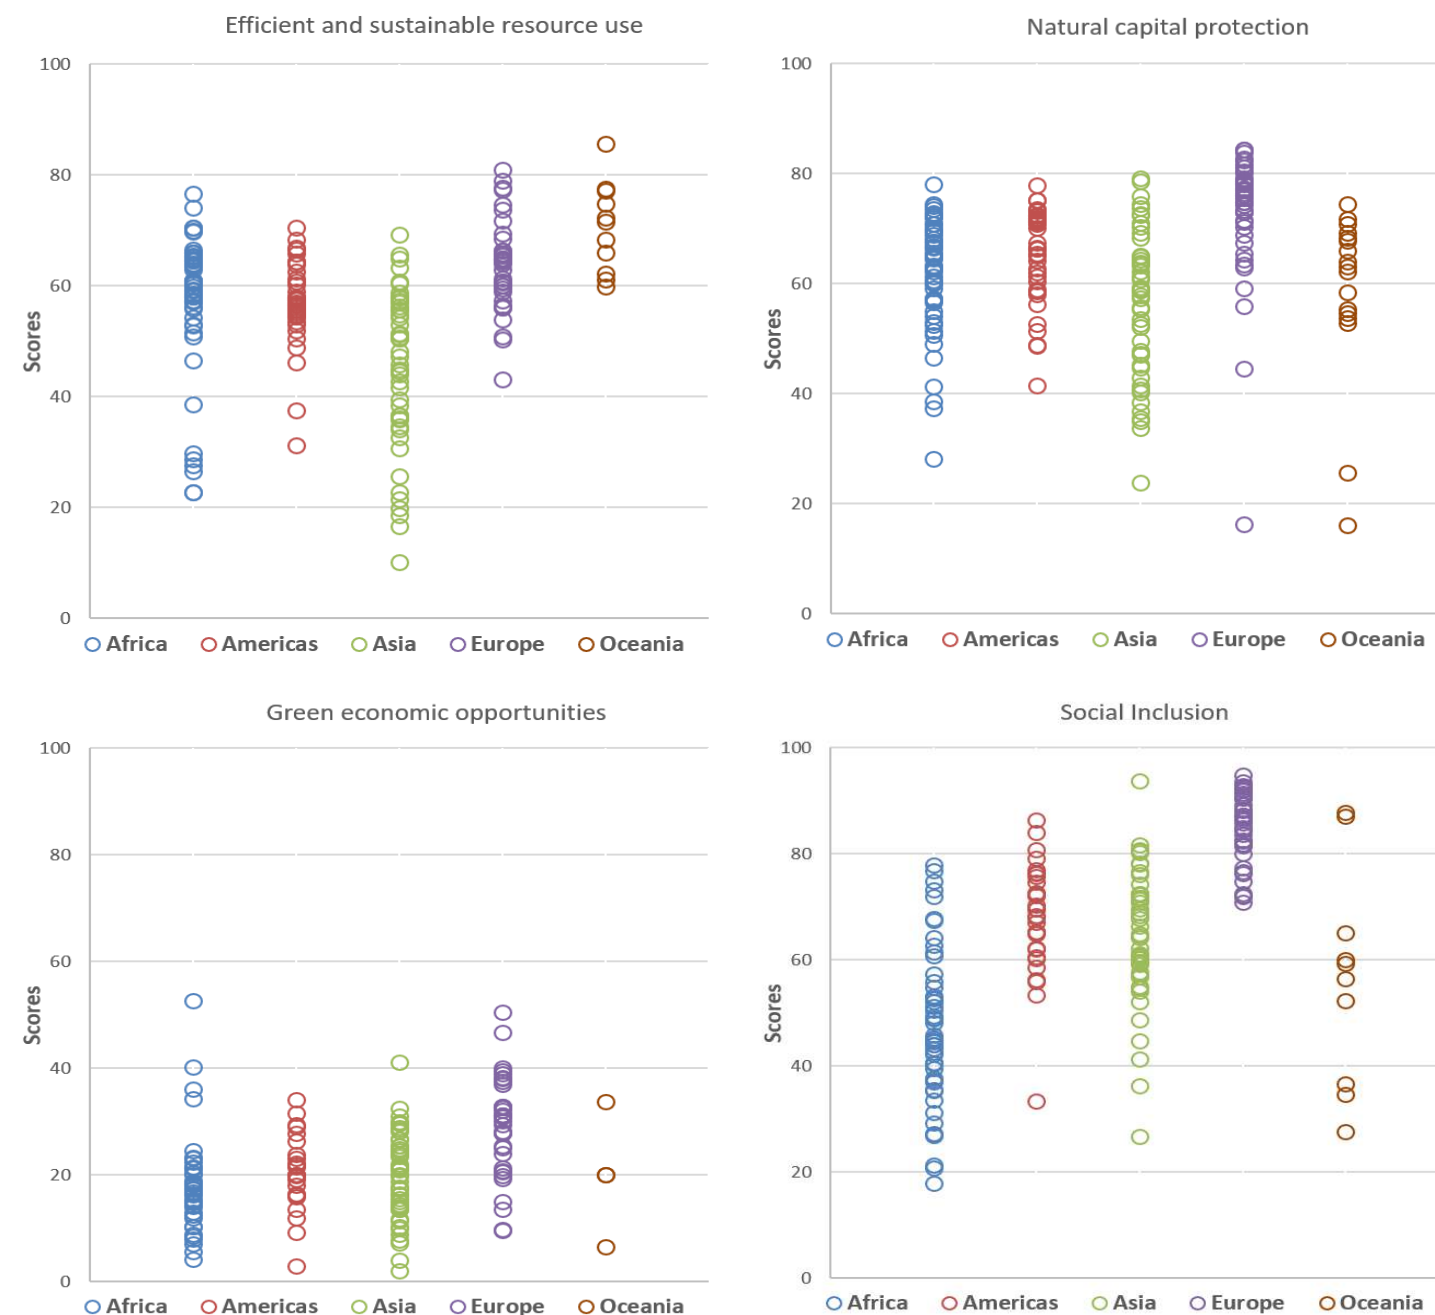 Efficient and sustainable resource use
100
80
60
40
20
0
Scores
Africa Americas Asia Europe Oceania
Natural capital protection
100
80
60
40
20
0
Scores
Africa Americas Asia Europe Oceania
Green economic opportunities
100
80
60
40
20
0
Scores
Africa Americas Asia Europe Oceania
Social Inclusion
100
80
60
40
20
0
Scores
Africa Americas Asia Europe Oceania